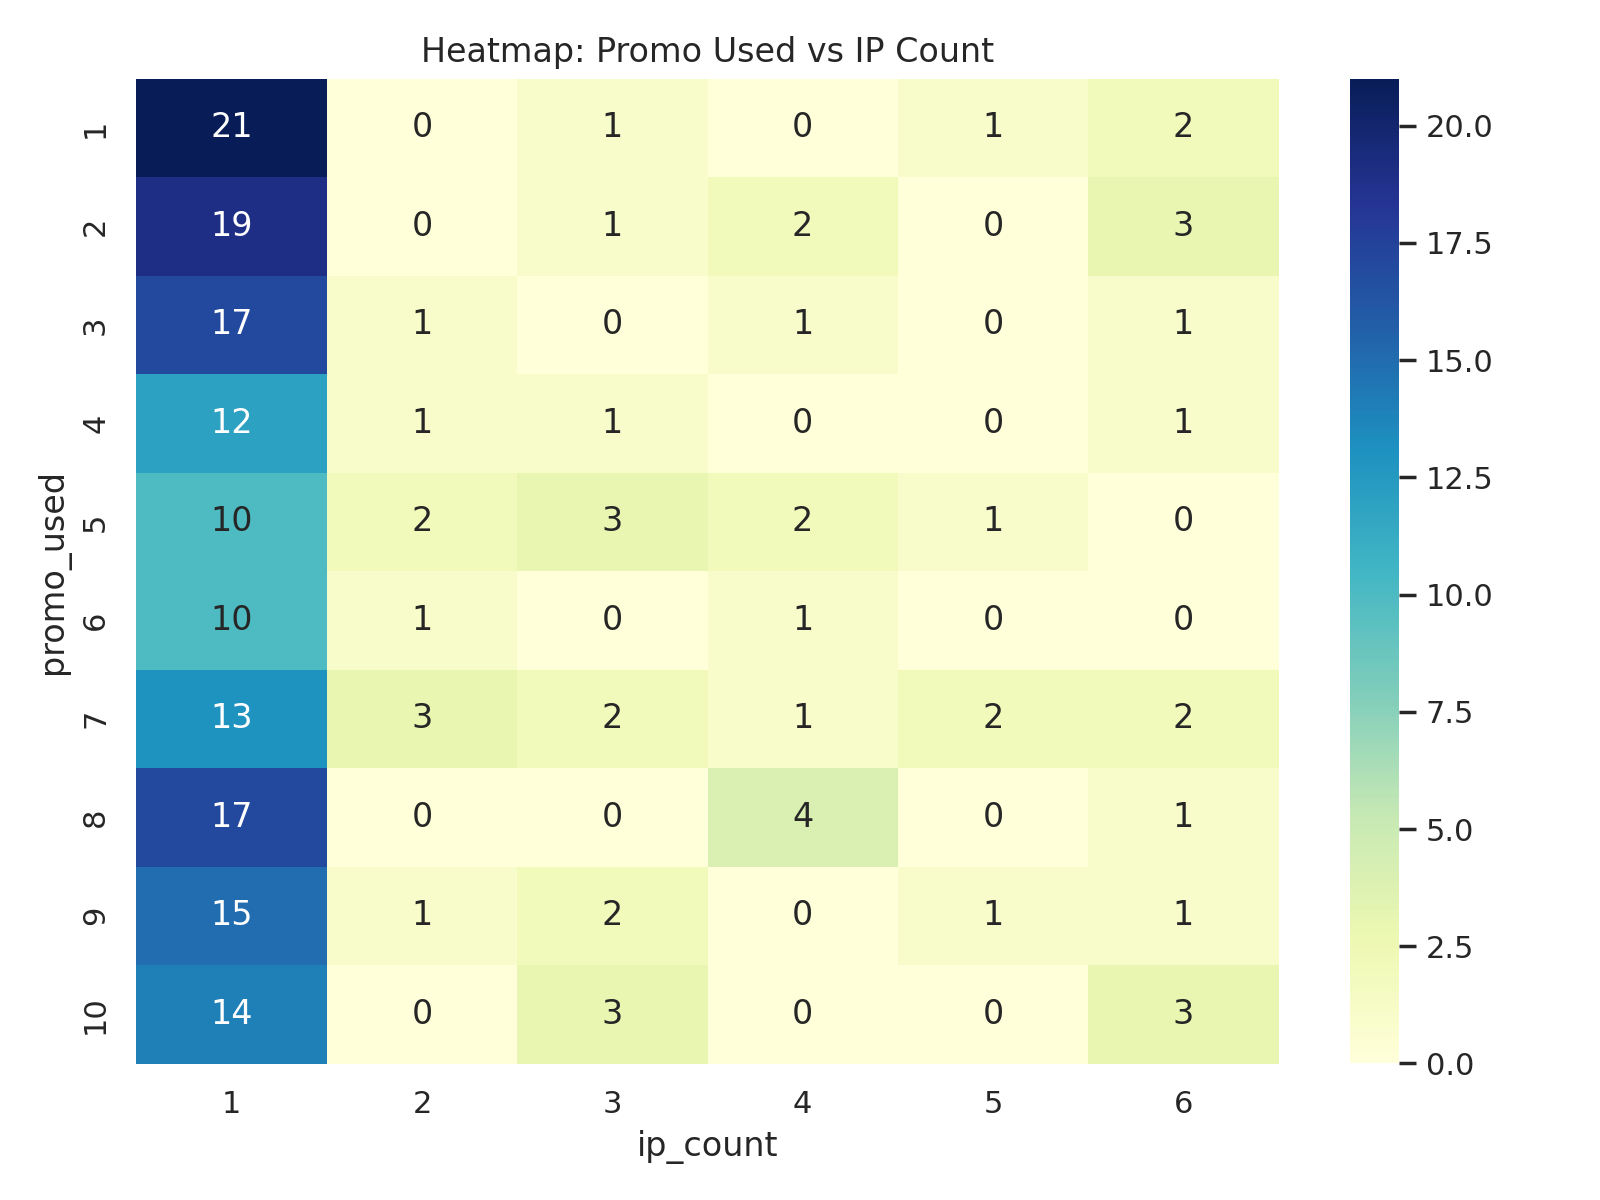 Heatmap: Promo Used vs IP Count
1 21 0 1 0 1 2
2 19 0 1 2 0 3
3 17 1 0 1 0 1
4 12 1 1 0 0 1
5 10 2 3 2 1 0
6 10 1 0 1 0 0
7 13 3 2 1 2 2
8 17 0 0 4 0 1
9 15 1 2 0 1 1
10 14 0 3 0 0 3
1 2 3 4 5 6
ip_count
promo_used
20.0
17.5
15.0
12.5
10.0
7.5
5.0
2.5
0.0